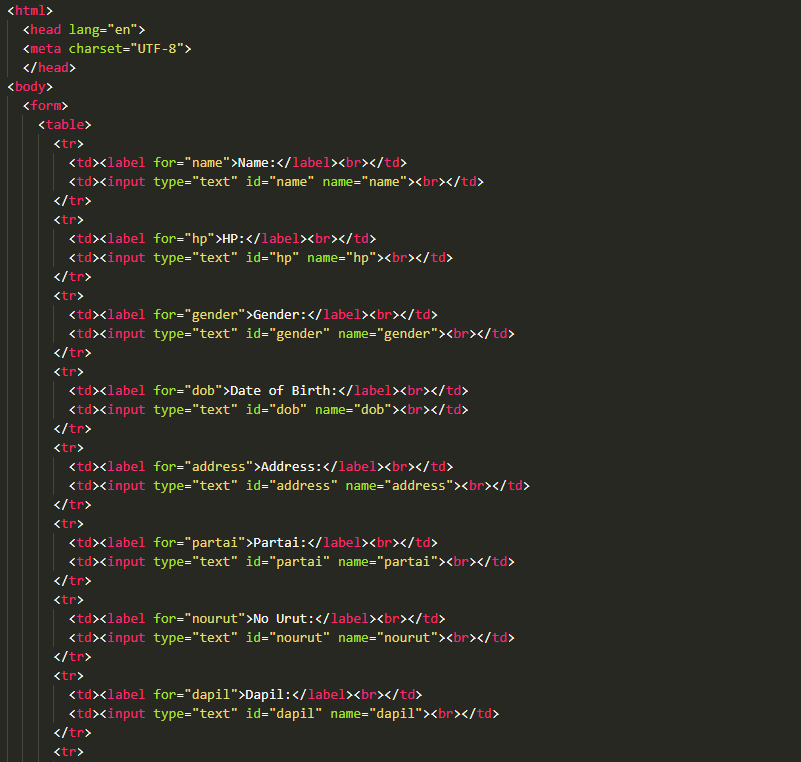 <html>
<head lang="en">
<meta charset="UTF-8">
</head>
<body>
<form>
<table>
<tr>
<td><label for="name">Name:</label><br></td>
<td><input type="text" id="name" name="name"><br></td>
</tr>
<tr>
<td><label for="hp">HP:</label><br></td>
<td><input type="text" id="hp" name="hp"><br></td>
</tr>
<tr>
<td><label for="gender">Gender:</label><br></td>
<td><input type="text" id="gender" name="gender"><br></td>
</tr>
<tr>
<td><label for="dob">Date of Birth:</label><br></td>
<td><input type="text" id="dob" name="dob"><br></td>
</tr>
<tr>
<td><label for="address">Address:</label><br></td>
<td><input type="text" id="address" name="address"><br></td>
</tr>
<tr>
<td><label for="partai">Partai:</label><br></td>
<td><input type="text" id="partai" name="partai"><br></td>
</tr>
<tr>
<td><label for="nourut">No Urut:</label><br></td>
<td><input type="text" id="nourut" name="nourut"><br></td>
</tr>
<tr>
<td><label for="dapil">Dapil:</label><br></td>
<td><input type="text" id="dapil" name="dapil"><br></td>
</tr>
<tr>